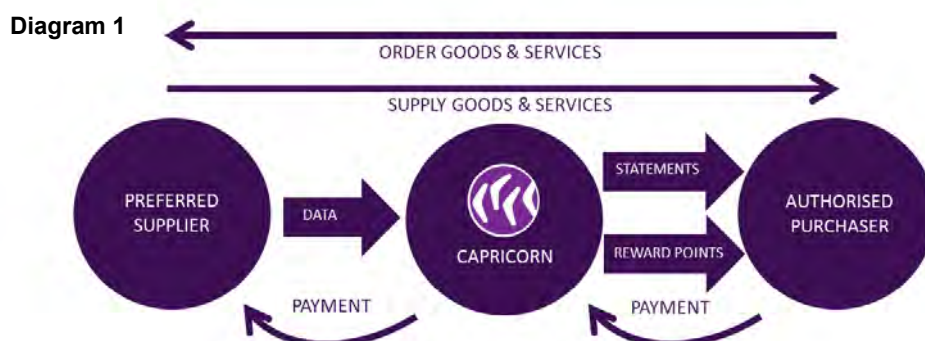 Diagram 1
ORDER GOODS & SERVICES
SUPPLY GOODS & SERVICES
PREFERRED
SUPPLIER
DATA
CAPRICORN
STATEMENTS
REWARD POINTS
AUTHORISED
PURCHASER
PAYMENT
PAYMENT